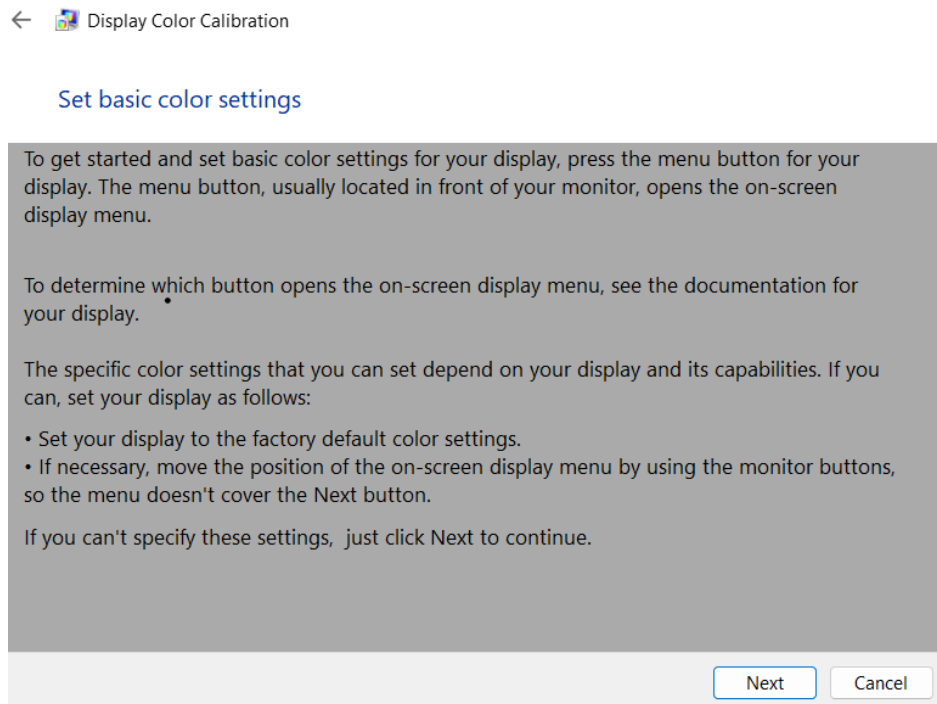 Display Color Calibration
Set basic color settings
To get started and set basic color settings for your display, press the menu button for your
display. The menu button, usually located in front of your monitor, opens the on-screen
display menu.
To determine which button opens the on-screen display menu, see the documentation for
your display.
The specific color settings that you can set depend on your display and its capabilities. If you
can, set your display as follows:
• Set your display to the factory default color settings.
• If necessary, move the position of the on-screen display menu by using the monitor buttons,
so the menu doesn't cover the Next button.
If you can't specify these settings,  just click Next to continue.
Next Cancel